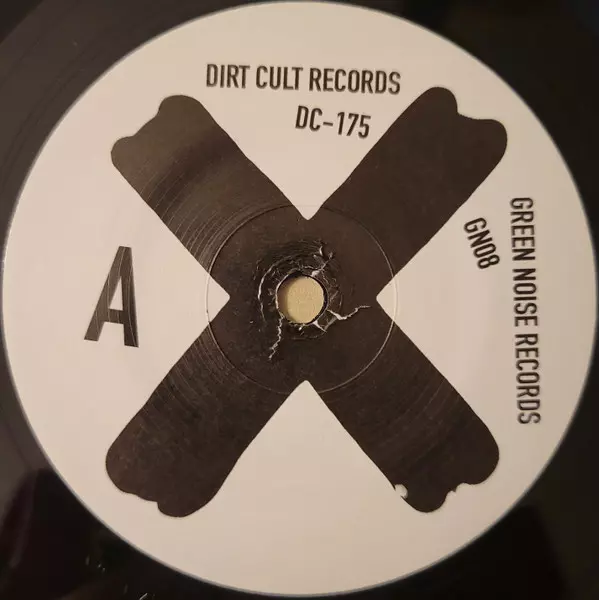 DIRT CULT RECORDS
DC-175
A
GREEN NOISE RECORDS
GN08